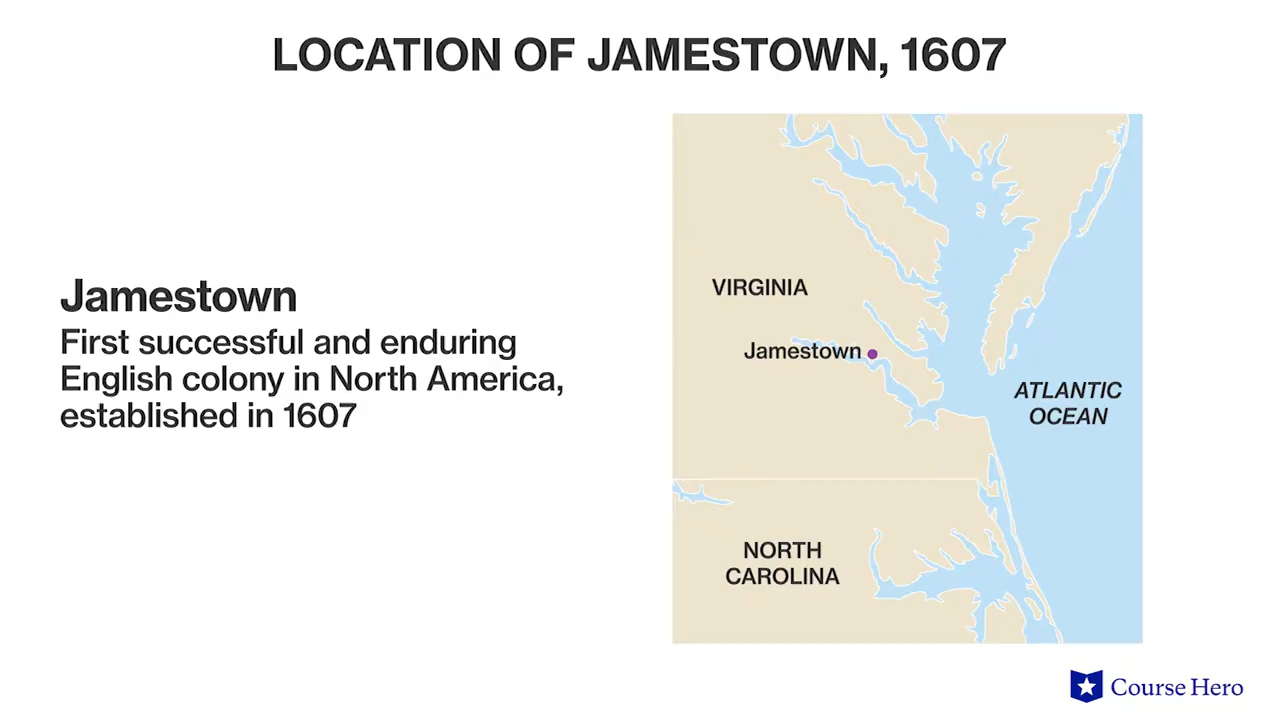 LOCATION OF JAMESTOWN, 1607
Jamestown
First successful and enduring
English colony in North America,
established in 1607
VIRGINIA
Jamestown
ATLANTIC
OCEAN
NORTH
CAROLINA
Course Hero